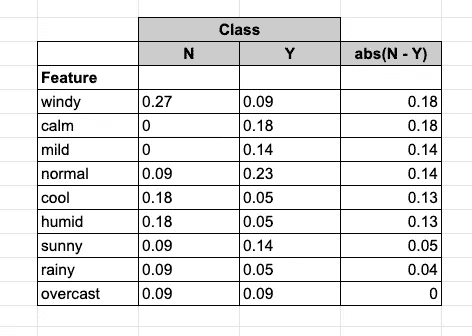 Class
N Y abs(N - Y)
Feature
windy 0.27 0.09 0.18
calm 0 0.18 0.18
mild 0 0.14 0.14
normal 0.09 0.23 0.14
cool 0.18 0.05 0.13
humid 0.18 0.05 0.13
sunny 0.09 0.14 0.05
rainy 0.09 0.05 0.04
overcast 0.09 0.09 0